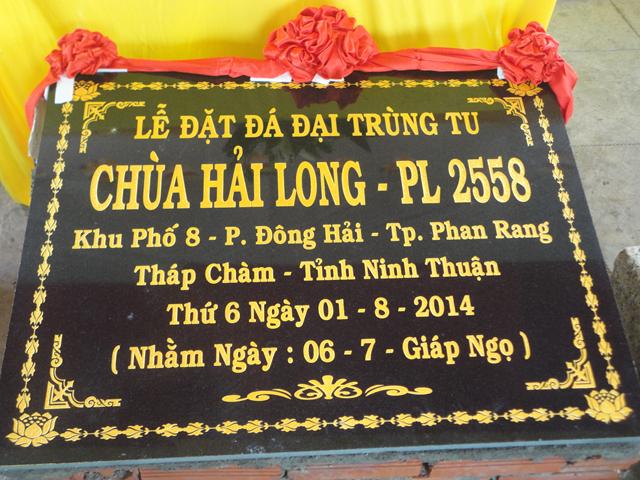 LỄ ĐẶT ĐÁ ĐẠI TRÙNG TU
CHÙA HẢI LONG - PL 2558
Khu Phố 8 - P. Đông Hải - Tp. Phan Rang
Tháp Chàm - Tỉnh Ninh Thuận
Thứ 6 Ngày 01 - 8 - 2014
( Nhằm Ngày : 06 - 7 - Giáp Ngọ )